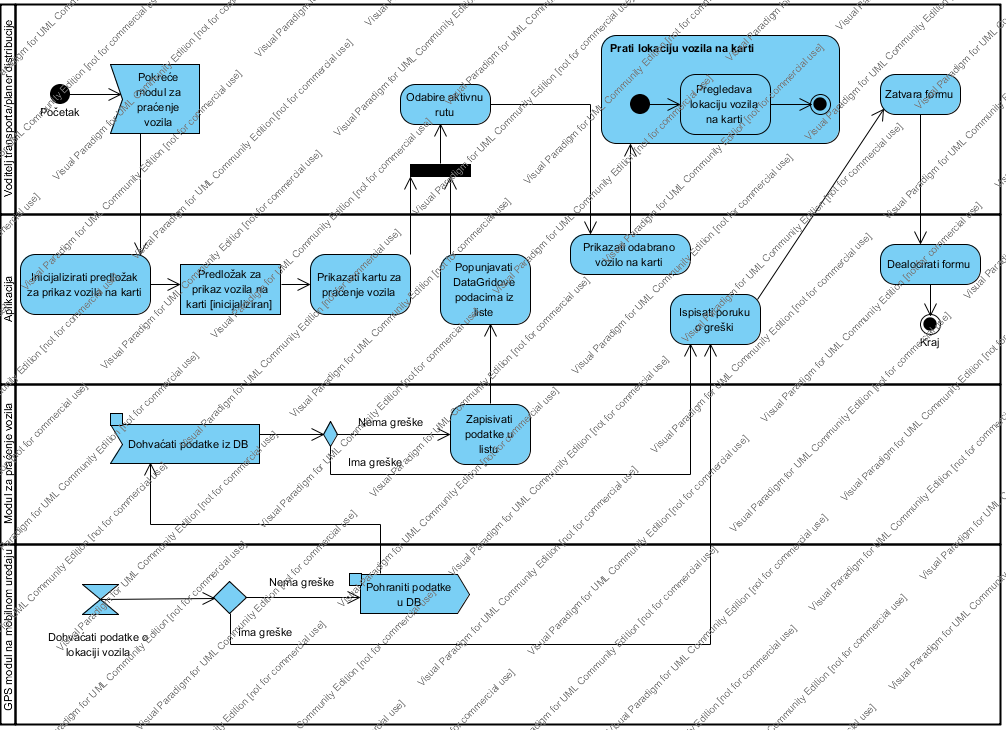 Voditelj transporta/planer distribucije
Početak
Pokreće
modul za
praćenje
vozila
Odabire aktivnu
rutu
Prati lokaciju vozila na karti
Pregledava
lokaciju vozila
na karti
Zatvara formu
Aplikacija
Inicijalizirati predložak
za prikaz vozila na karti
Predložak za
prikaz vozila na
karti [inicijaliziran]
Prikazati kartu za
praćenje vozila
Popunjavati
DataGridove
podacima iz
liste
Prikazati odabrano
vozilo na karti
Ispisati poruku
o greški
Dealocirati formu
Kraj
Modul za praćenje vozila
Dohvaćati podatke iz DB
Nema greške
Ima greške
Zapisivati
podatke u
listu
GPS modul na mobilnom uređaju
Dohvaćati podatke o
lokaciji vozila
Nema greške
Ima greške
Pohraniti podatke
u DB
Visual Paradigm for UML Community Edition [not for commercial use]